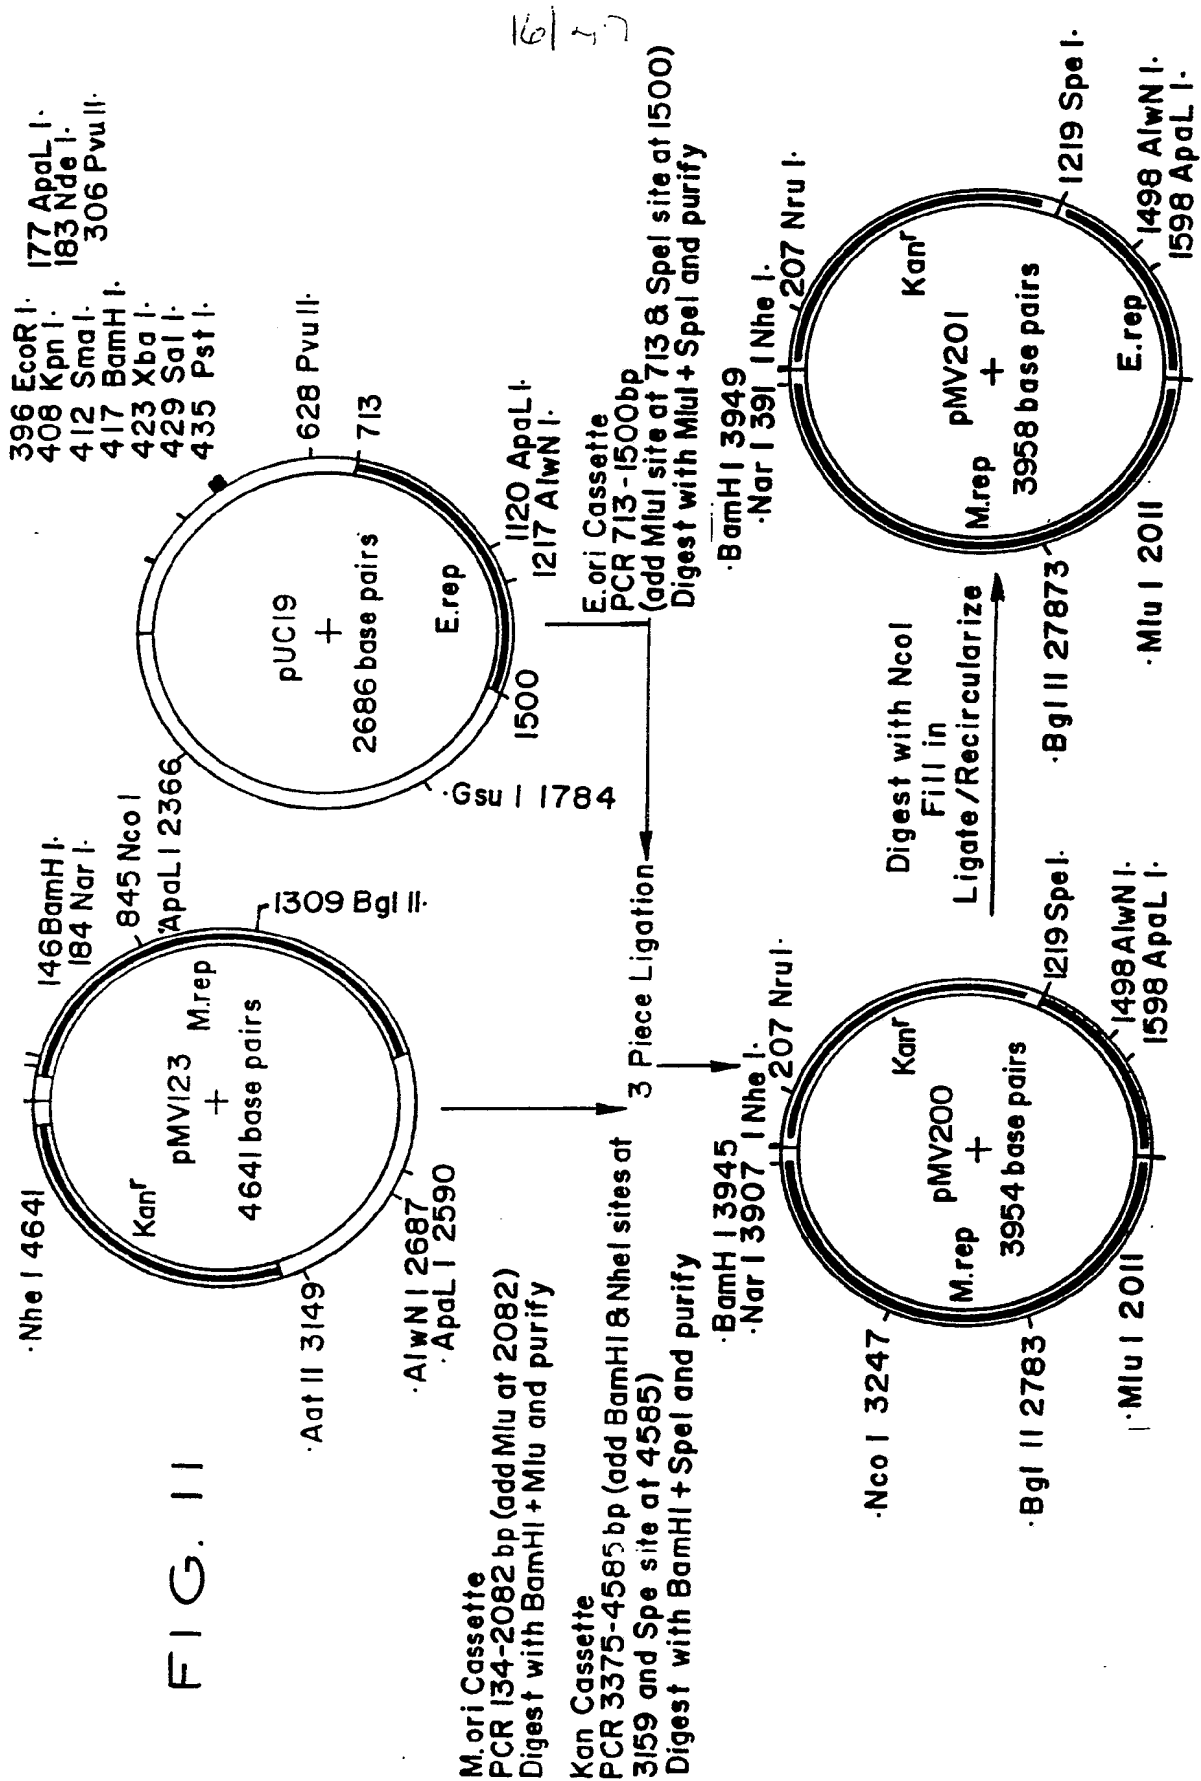 FIG. 11
·Nhe I 4641
146 BamH I·
184 Nar I·
845 Nco I
1309 Bgl II·
Kanʳ
pMV123
+
4641 base pairs
M.rep
·Aat II 3149
·AlwN I 2687
·ApaL I 2590
396 EcoR I·
408 Kpn I·
412 Sma I·
417 BamH I·
423 Xba I·
429 Sal I·
435 Pst I·
177 ApaL I·
183 Nde I·
306 Pvu II·
628 Pvu II·
713
1120 ApaL I·
1217 AlwN I·
1500
·Gsu I 1784
·ApaL I 2366
pUC19
+
2686 base pairs
E.rep
M.ori Cassette
PCR 134-2082 bp (add Mlu at 2082)
Digest with BamHI + Mlu and purify
Kan Cassette
PCR 3375-4585 bp (add BamHI & NheI sites at
3159 and Spe site at 4585)
Digest with BamHI + SpeI and purify
3 Piece Ligation
E.ori Cassette
PCR 713-1500bp
(add MluI site at 713 & SpeI site at 1500)
Digest with MluI + SpeI and purify
·BamH I 3945
·Nar I 3907
1 Nhe I·
207 Nru I·
Kanʳ
pMV200
+
3954 base pairs
M.rep
1219 Spe I·
1498 AlwN I·
1598 ApaL I·
·Nco I 3247
·Bgl II 2783
·Mlu I 2011
Digest with NcoI
Fill in
Ligate/Recircularize
·BamH I 3949
·Nar I 391
1 Nhe I·
207 Nru I·
Kanʳ
pMV201
+
3958 base pairs
M.rep
E.rep
1219 Spe I·
1498 AlwN I·
1598 ApaL I·
·Bgl II 27873
·Mlu I 2011